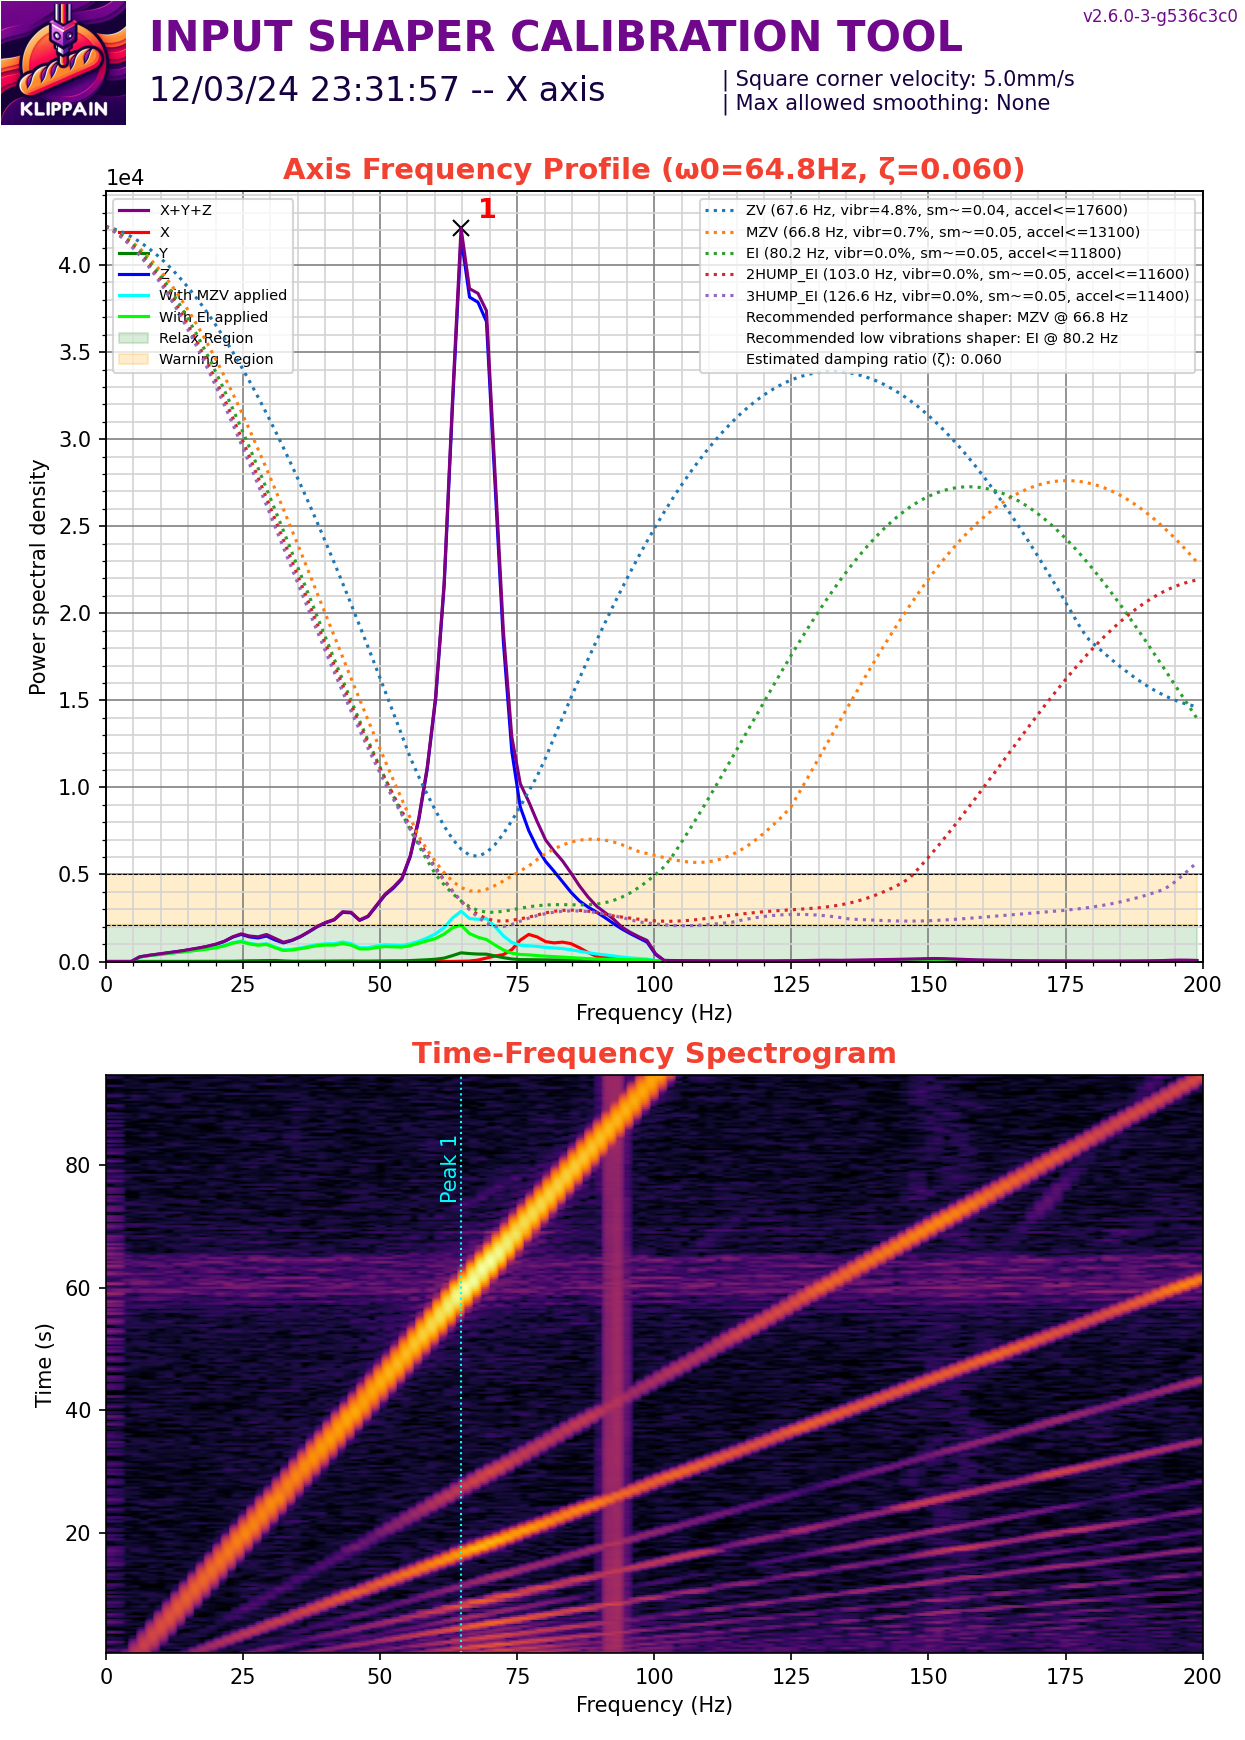 v2.6.0-3-g536c3c0
INPUT SHAPER CALIBRATION TOOL
12/03/24 23:31:57 -- X axis
| Square corner velocity: 5.0mm/s
| Max allowed smoothing: None
KLIPPAIN
Axis Frequency Profile (ω0=64.8Hz, ζ=0.060)
1e4
1
X+Y+Z
X
Y
Z
With MZV applied
With EI applied
Relax Region
Warning Region
ZV (67.6 Hz, vibr=4.8%, sm~=0.04, accel<=17600)
MZV (66.8 Hz, vibr=0.7%, sm~=0.05, accel<=13100)
EI (80.2 Hz, vibr=0.0%, sm~=0.05, accel<=11800)
2HUMP_EI (103.0 Hz, vibr=0.0%, sm~=0.05, accel<=11600)
3HUMP_EI (126.6 Hz, vibr=0.0%, sm~=0.05, accel<=11400)
Recommended performance shaper: MZV @ 66.8 Hz
Recommended low vibrations shaper: EI @ 80.2 Hz
Estimated damping ratio (ζ): 0.060
Power spectral density
4.0
3.5
3.0
2.5
2.0
1.5
1.0
0.5
0.0
0 25 50 75 100 125 150 175 200
Frequency (Hz)
Time-Frequency Spectrogram
Peak 1
Time (s)
80
60
40
20
0 25 50 75 100 125 150 175 200
Frequency (Hz)